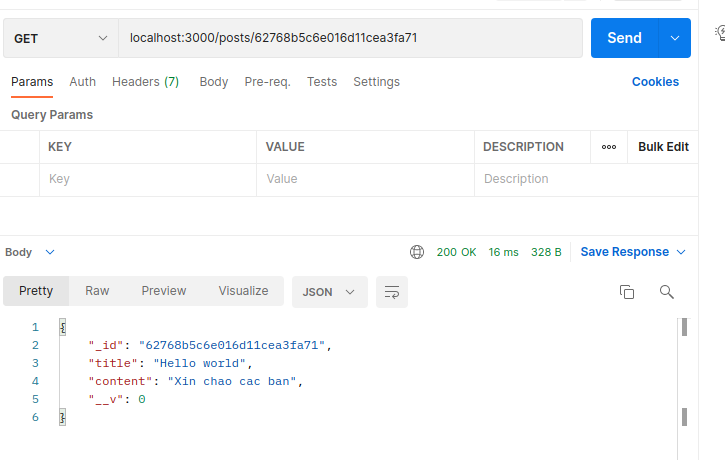 GET localhost:3000/posts/62768b5c6e016d11cea3fa71 Send
Params Auth Headers (7) Body Pre-req. Tests Settings Cookies
Query Params
KEY VALUE DESCRIPTION ooo Bulk Edit
Key Value Description
Body 200 OK 16 ms 328 B Save Response
Pretty Raw Preview Visualize JSON
1 {
2 "_id": "62768b5c6e016d11cea3fa71",
3 "title": "Hello world",
4 "content": "Xin chao cac ban",
5 "__v": 0
6 }